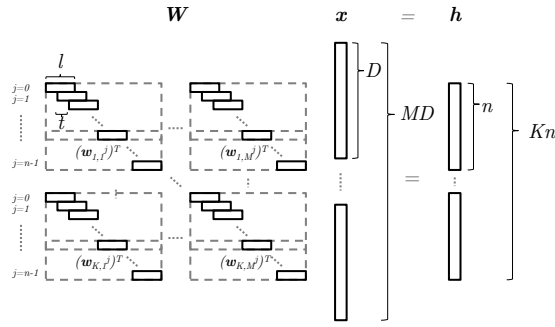 W x = h
l
j=0
j=1
t
j=n-1
(w_{1,1}^j)^T
(w_{1,M}^j)^T
D
MD
n
Kn
=
j=0
j=1
j=n-1
(w_{K,1}^j)^T
(w_{K,M}^j)^T